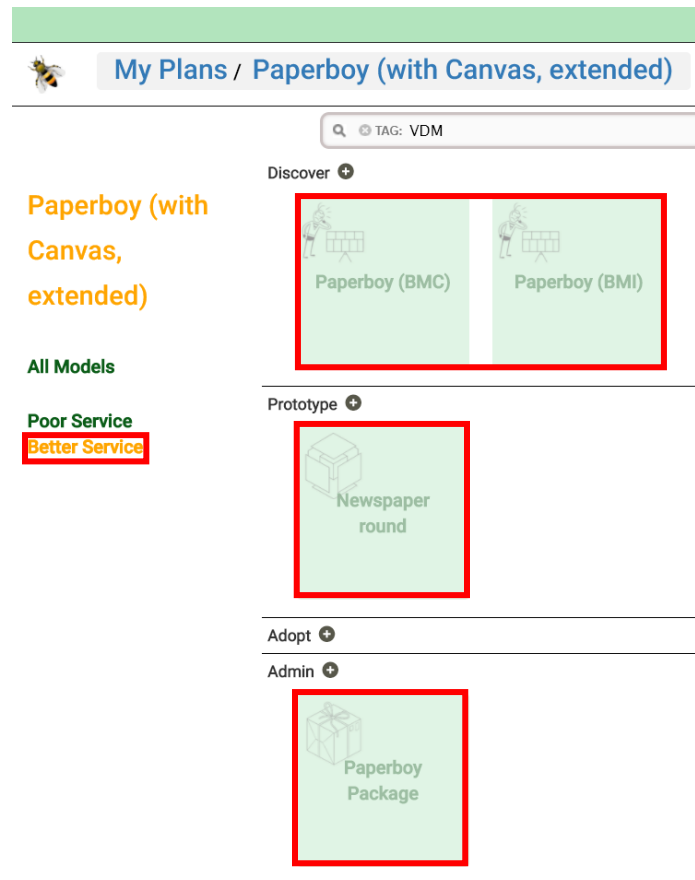 My Plans / Paperboy (with Canvas, extended)
TAG: VDM
Discover
Paperboy (with
Canvas,
extended)
Paperboy (BMC)
Paperboy (BMI)
All Models
Prototype
Poor Service
Better Service
Newspaper
round
Adopt
Admin
Paperboy
Package